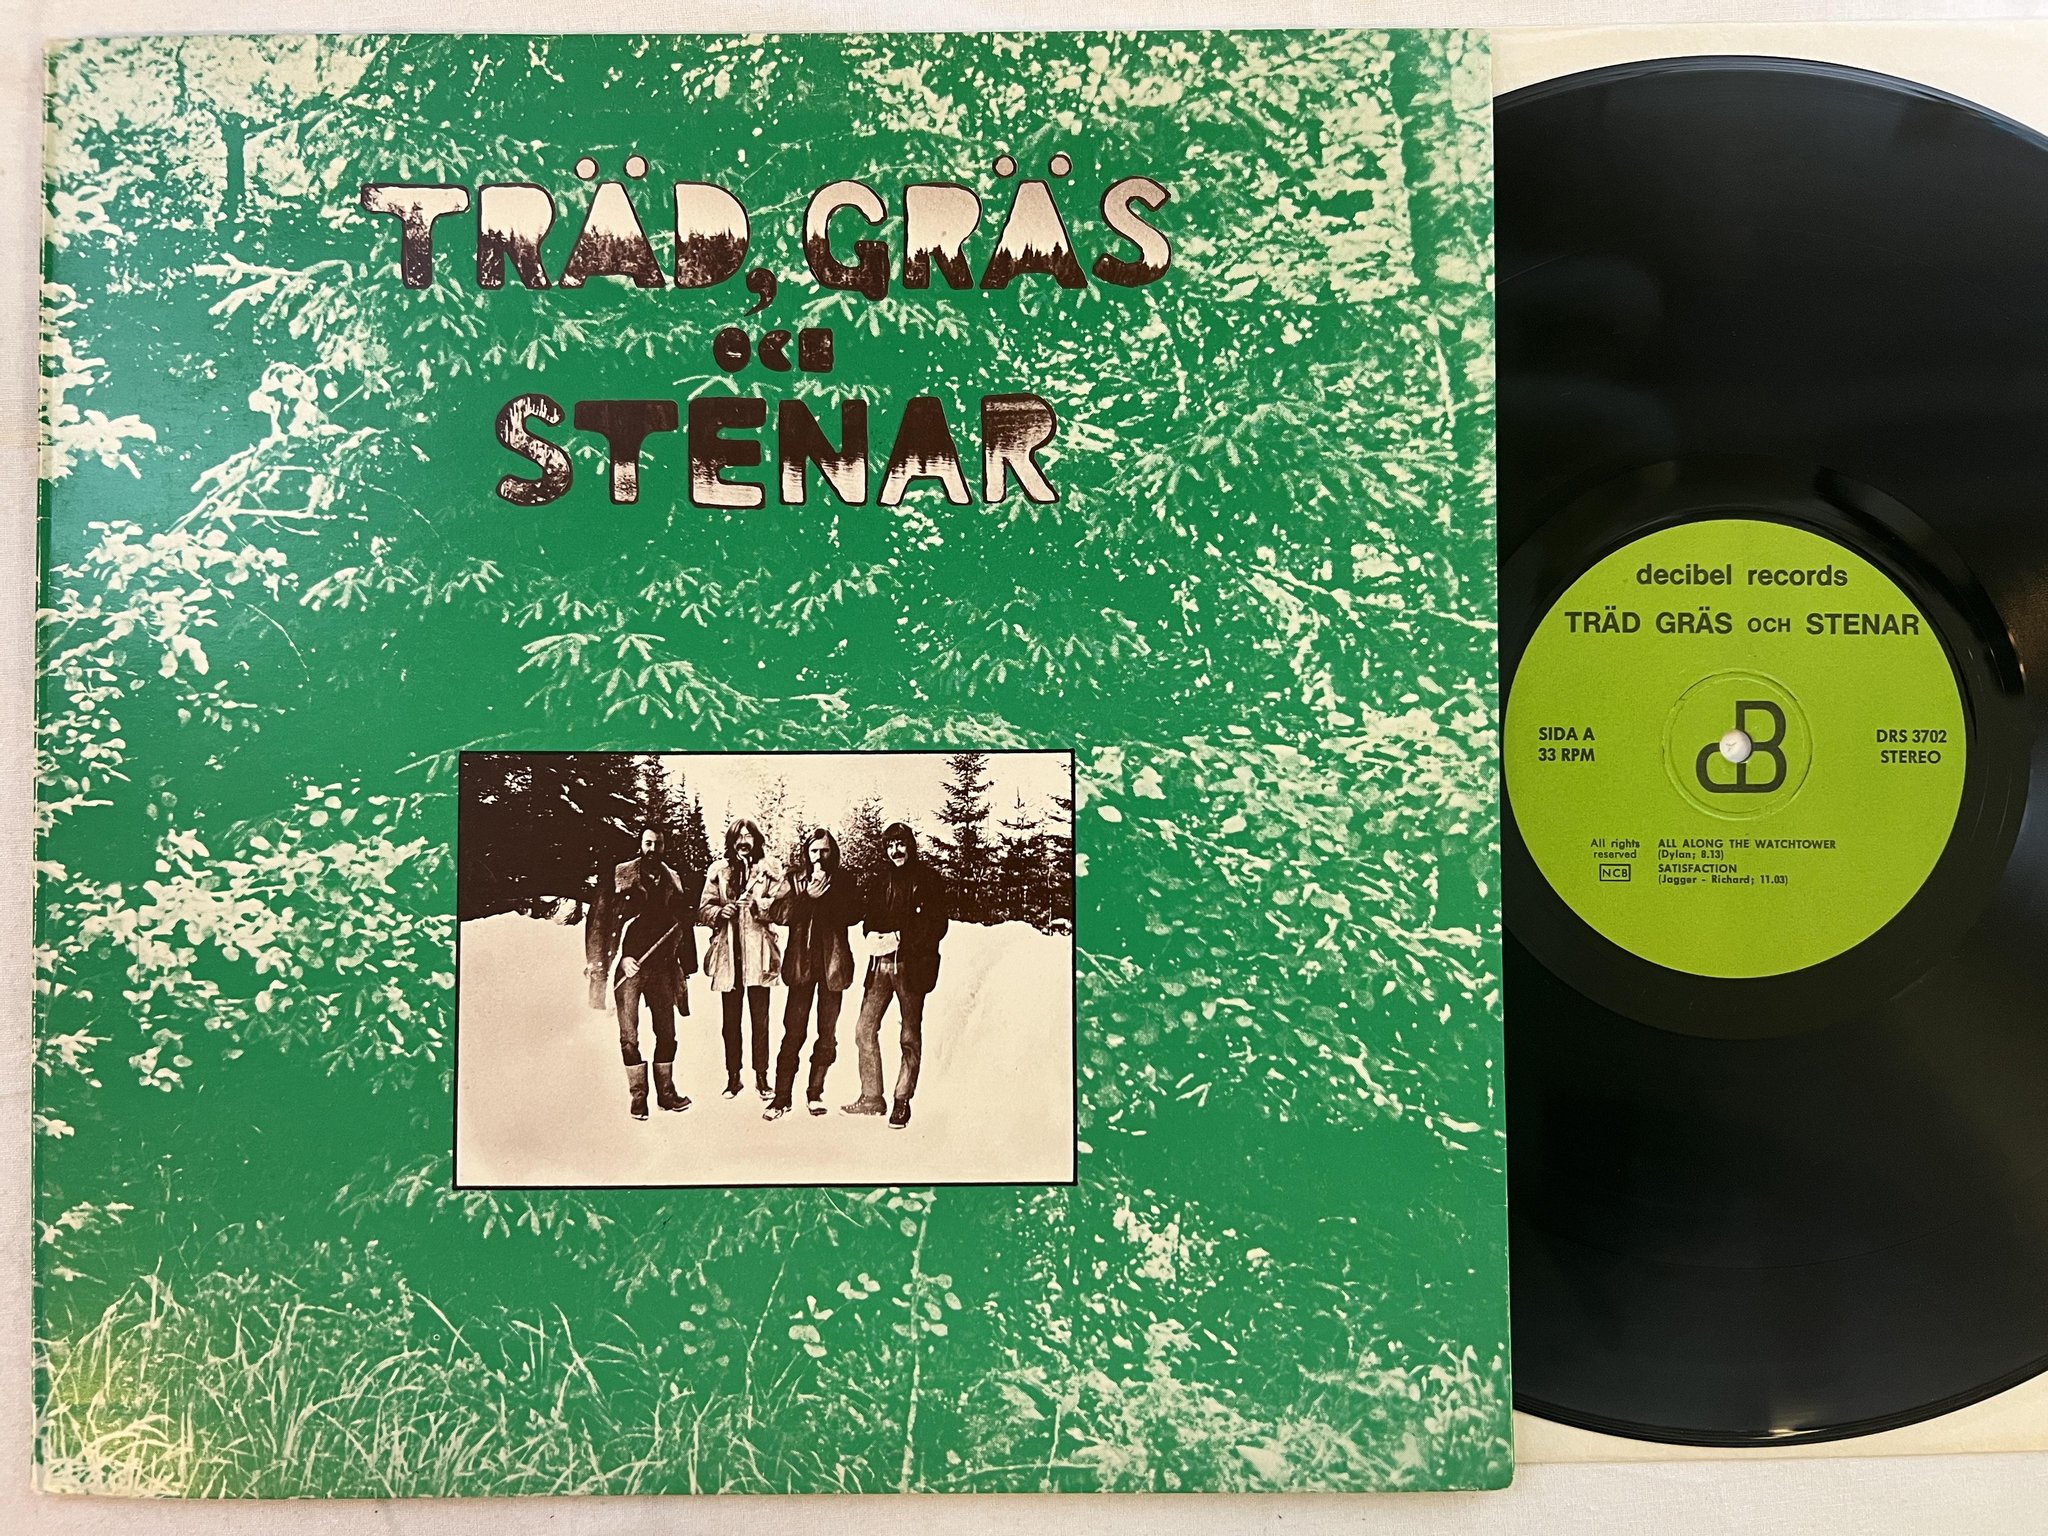 TRÄD, GRÄS
OCH
STENAR
decibel records
TRÄD GRÄS OCH STENAR
dB
SIDA A
33 RPM
DRS 3702
STEREO
All rights
reserved
NCB
ALL ALONG THE WATCHTOWER
(Dylan; 8.13)
SATISFACTION
(Jagger - Richard; 11.03)